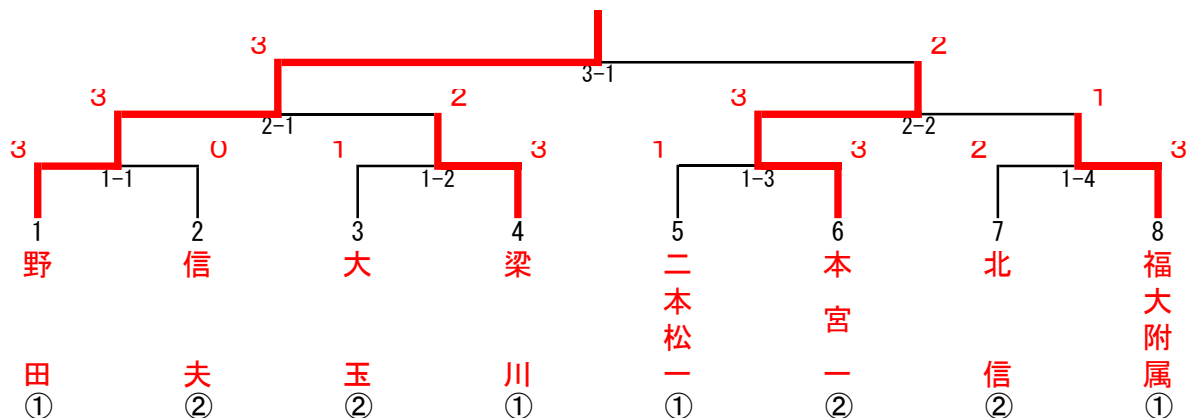 3 2
3-1
3 2 3 1
2-1 2-2
3 0 1 3 1 3 2 3
1-1 1-2 1-3 1-4
1 2 3 4 5 6 7 8
野田①
信夫②
大玉②
梁川①
二本松一①
本宮一②
北信②
福大附属①